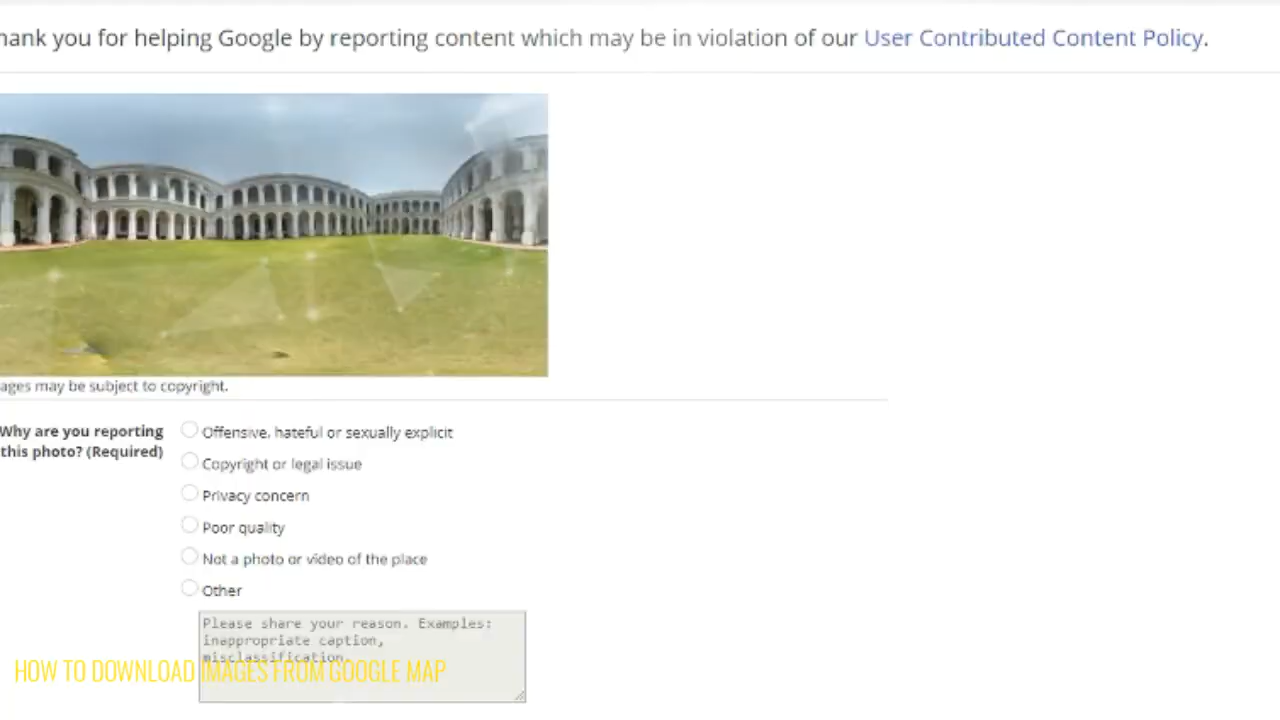 hank you for helping Google by reporting content which may be in violation of our User Contributed Content Policy.
ages may be subject to copyright.
Why are you reporting
this photo? (Required)
Offensive, hateful or sexually explicit
Copyright or legal issue
Privacy concern
Poor quality
Not a photo or video of the place
Other
Please share your reason. Examples:
inappropriate caption,
misclassification.
HOW TO DOWNLOAD IMAGES FROM GOOGLE MAP